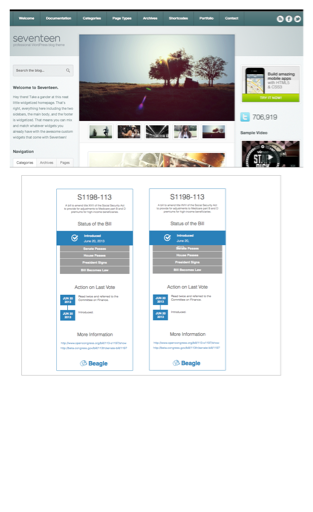 Welcome Documentation Categories Page Types Archives Shortcodes Portfolio Contact
seventeen
Search the blog...
Welcome to Seventeen.
Hey there! Take a gander at this neat
little widgetized homepage. That's
right, everything here including the two
sidebars, the main body, and the footer
is widgetized. That means you can mix
and match whatever widgets you
already have with the awesome custom
widgets that come with Seventeen!
Navigation
Categories Archives Pages
Build amazing
mobile apps
with HTML5
& CSS3
706,919
Sample Video
S1198-113
Status of the Bill
Introduced
June 20, 2013
Senate Passes
House Passes
President Signs
Bill Becomes Law
Action on Last Vote
JUN 20
2013
Read twice and referred to the
Committee on Finance.
JUN 20
2013
Introduced
More Information
Beagle
S1198-113
Status of the Bill
Introduced
June 20,
Senate Passes
House Passes
President Signs
Bill Becomes Law
Action on Last Vote
JUN 20
2013
Read twice and referred to the
Committee on Finance.
JUN 20
2013
Introduced
More Information
Beagle